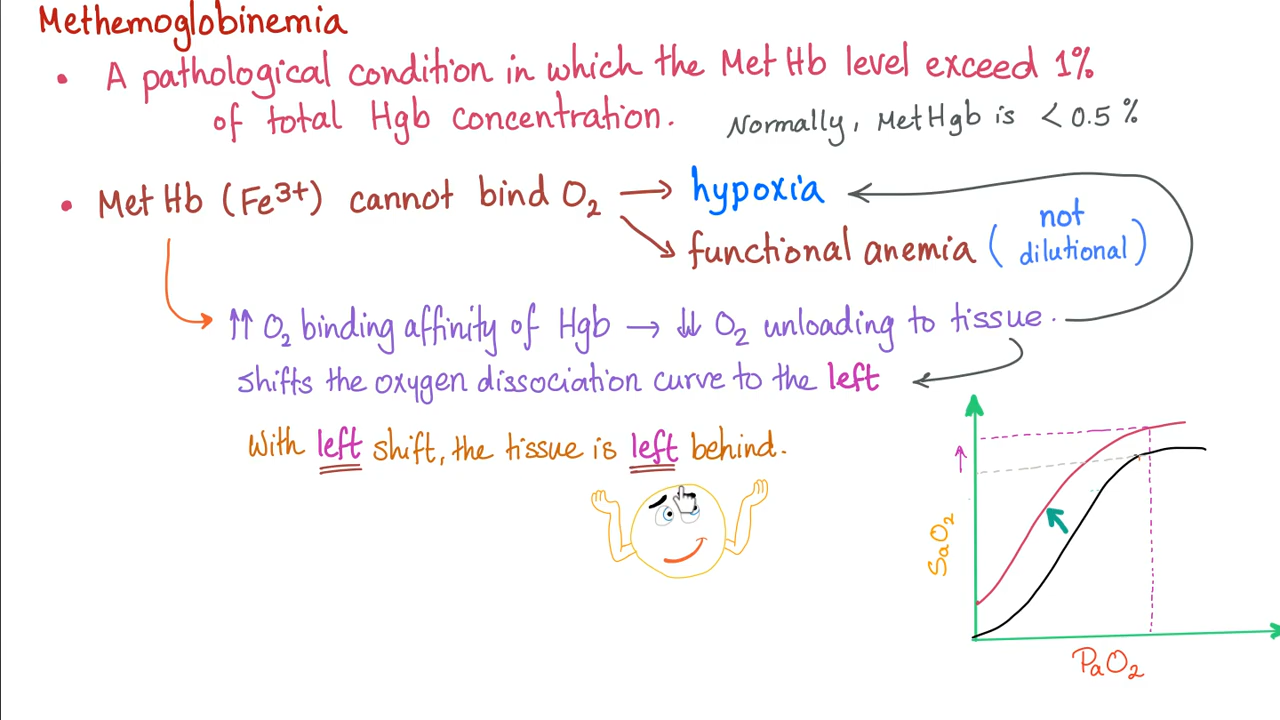 Methemoglobinemia
• A pathological condition in which the Met Hb level exceed 1%
of total Hgb concentration. Normally, MetHgb is < 0.5 %
• Met Hb (Fe3+) cannot bind O2 → hypoxia
functional anemia ( not dilutional )
↑↑ O2 binding affinity of Hgb → ↓↓ O2 unloading to tissue.
shifts the oxygen dissociation curve to the left
With left shift, the tissue is left behind.
SaO2
PaO2